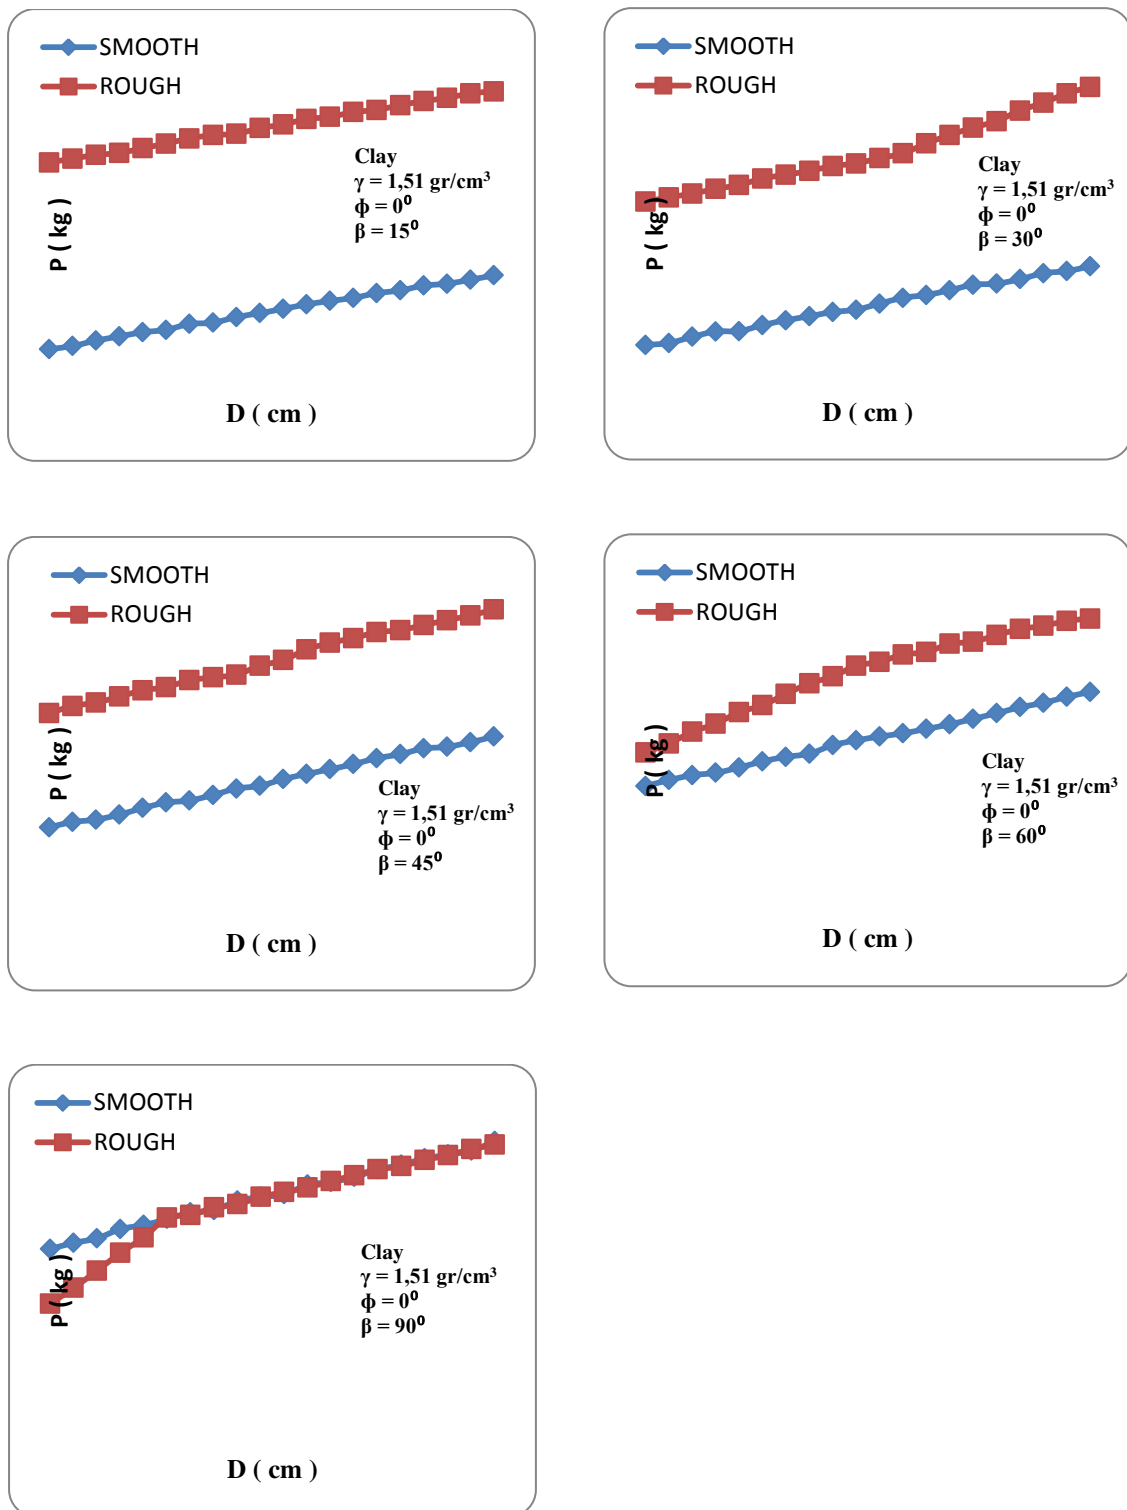 SMOOTH
ROUGH
Clay
γ = 1,51 gr/cm³
ϕ = 0⁰
β = 15⁰
P ( kg )
D ( cm )
SMOOTH
ROUGH
Clay
γ = 1,51 gr/cm³
ϕ = 0⁰
β = 30⁰
P ( kg )
D ( cm )
SMOOTH
ROUGH
Clay
γ = 1,51 gr/cm³
ϕ = 0⁰
β = 45⁰
P ( kg )
D ( cm )
SMOOTH
ROUGH
Clay
γ = 1,51 gr/cm³
ϕ = 0⁰
β = 60⁰
P ( kg )
D ( cm )
SMOOTH
ROUGH
Clay
γ = 1,51 gr/cm³
ϕ = 0⁰
β = 90⁰
P ( kg )
D ( cm )